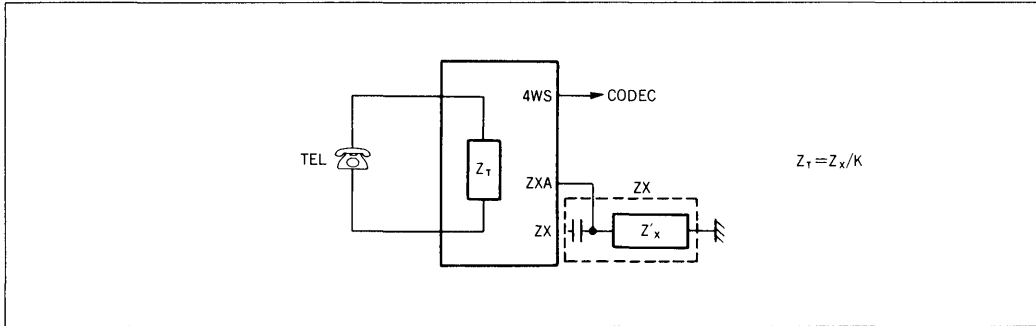 4WS
CODEC
TEL
Z_T
Z_T=Z_X/K
ZXA
ZX
ZX
Z'_X